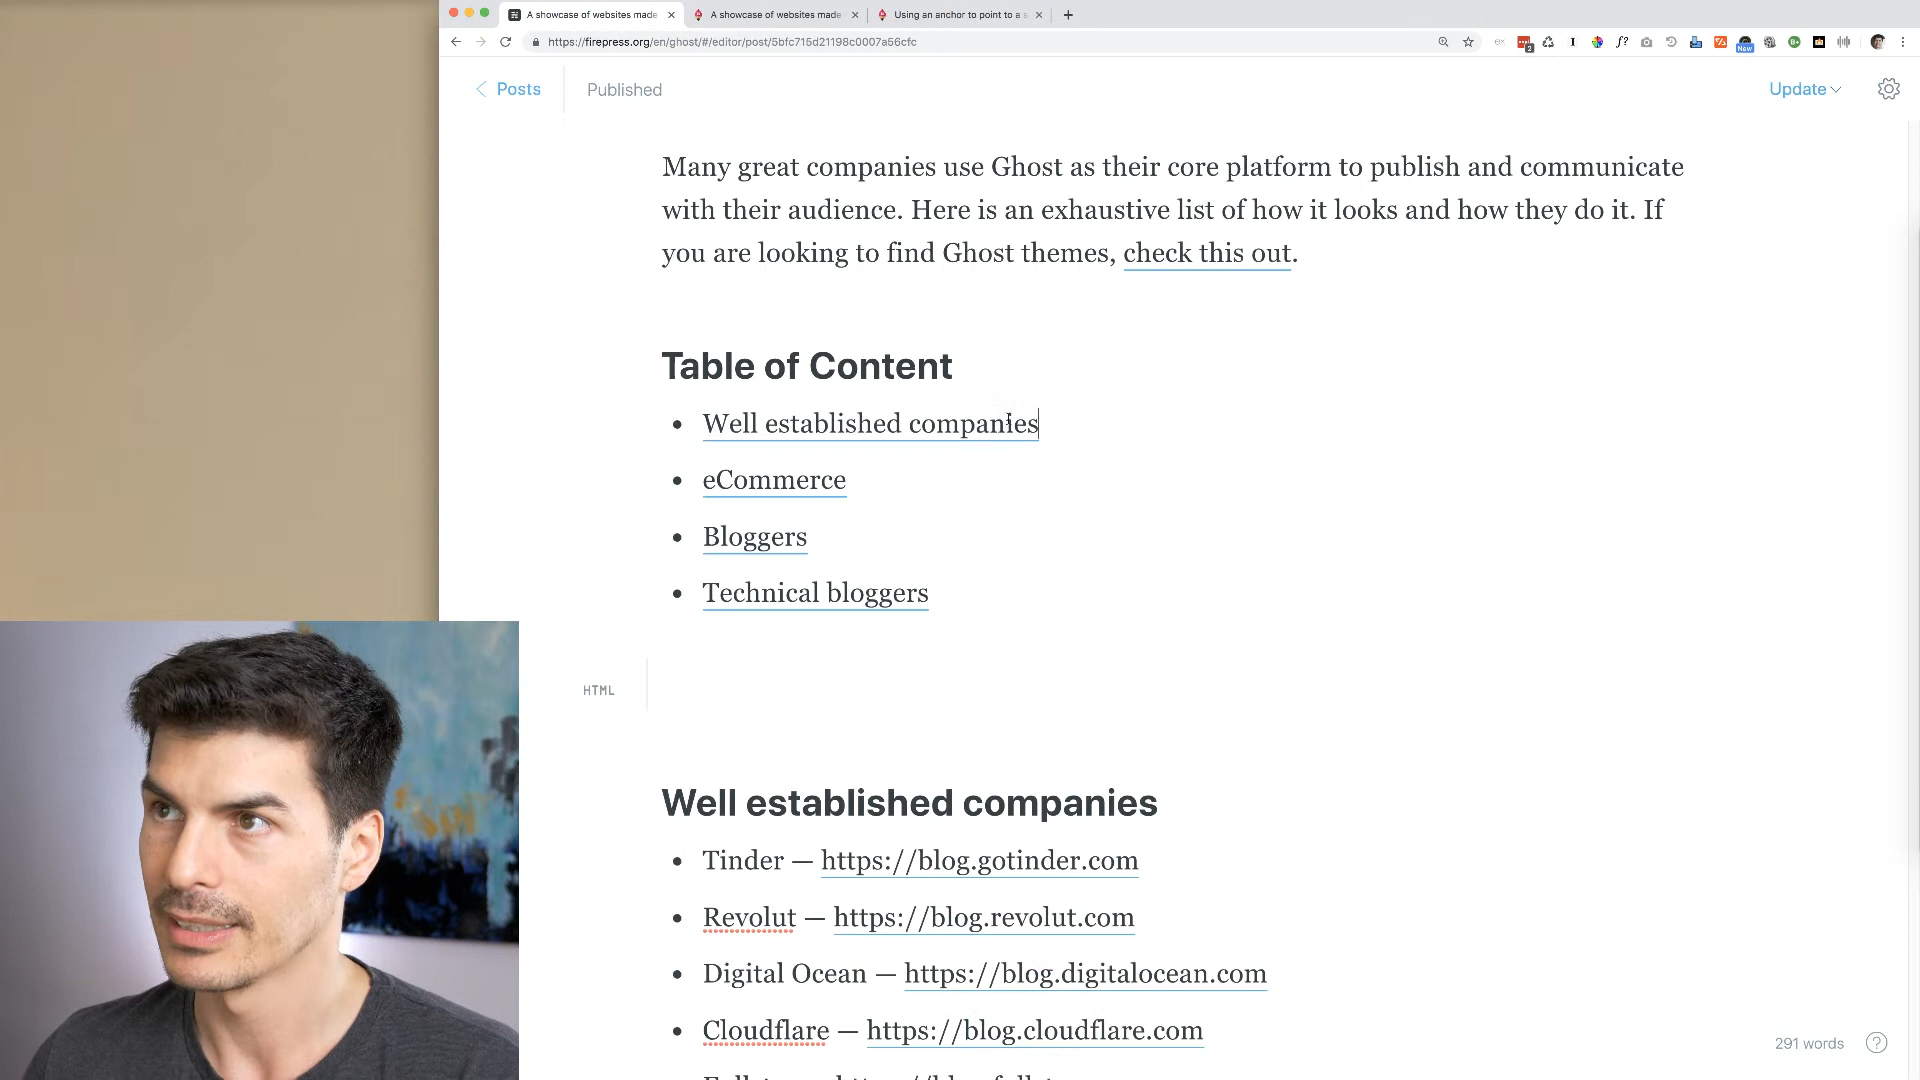 A showcase of websites made
A showcase of websites made
Using an anchor to point to a s
https://firepress.org/en/ghost/#/editor/post/5bfc715d21198c0007a56cfc
Posts
Published
Update
Many great companies use Ghost as their core platform to publish and communicate
with their audience. Here is an exhaustive list of how it looks and how they do it. If
you are looking to find Ghost themes, check this out.
Table of Content
Well established companies
eCommerce
Bloggers
Technical bloggers
HTML
Well established companies
Tinder — https://blog.gotinder.com
Revolut — https://blog.revolut.com
Digital Ocean — https://blog.digitalocean.com
Cloudflare — https://blog.cloudflare.com
291 words